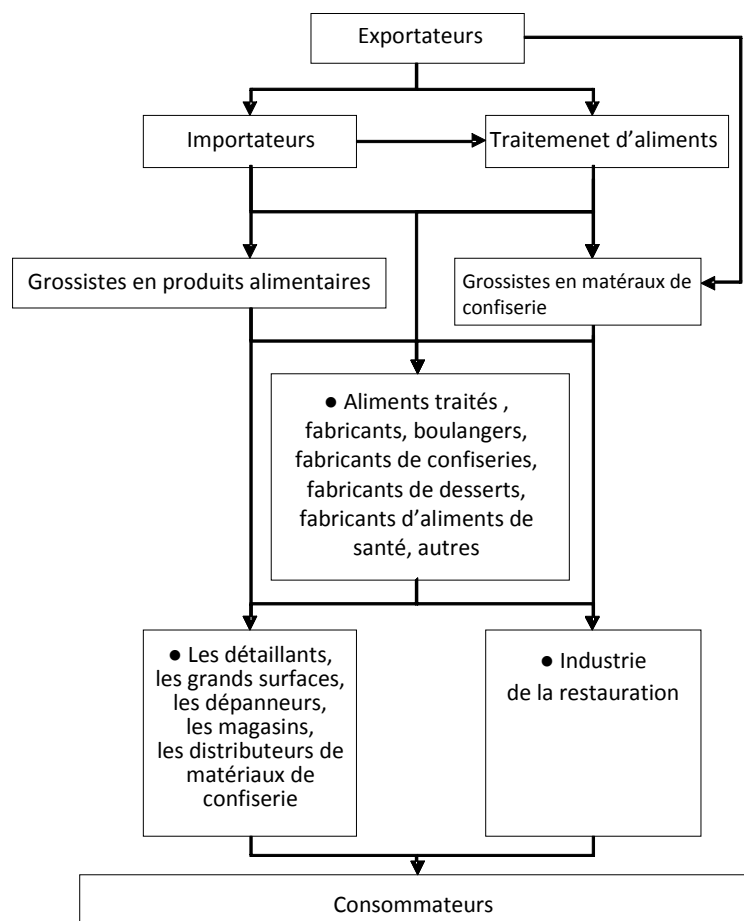 Exportateurs
Importateurs
Traitemenet d’aliments
Grossistes en produits alimentaires
Grossistes en matéraux de
confiserie
● Aliments traités ,
fabricants, boulangers,
fabricants de confiseries,
fabricants de desserts,
fabricants d’aliments de
santé, autres
● Les détaillants,
les grands surfaces,
les dépanneurs,
les magasins,
les distributeurs de
matériaux de
confiserie
● Industrie
de la restauration
Consommateurs